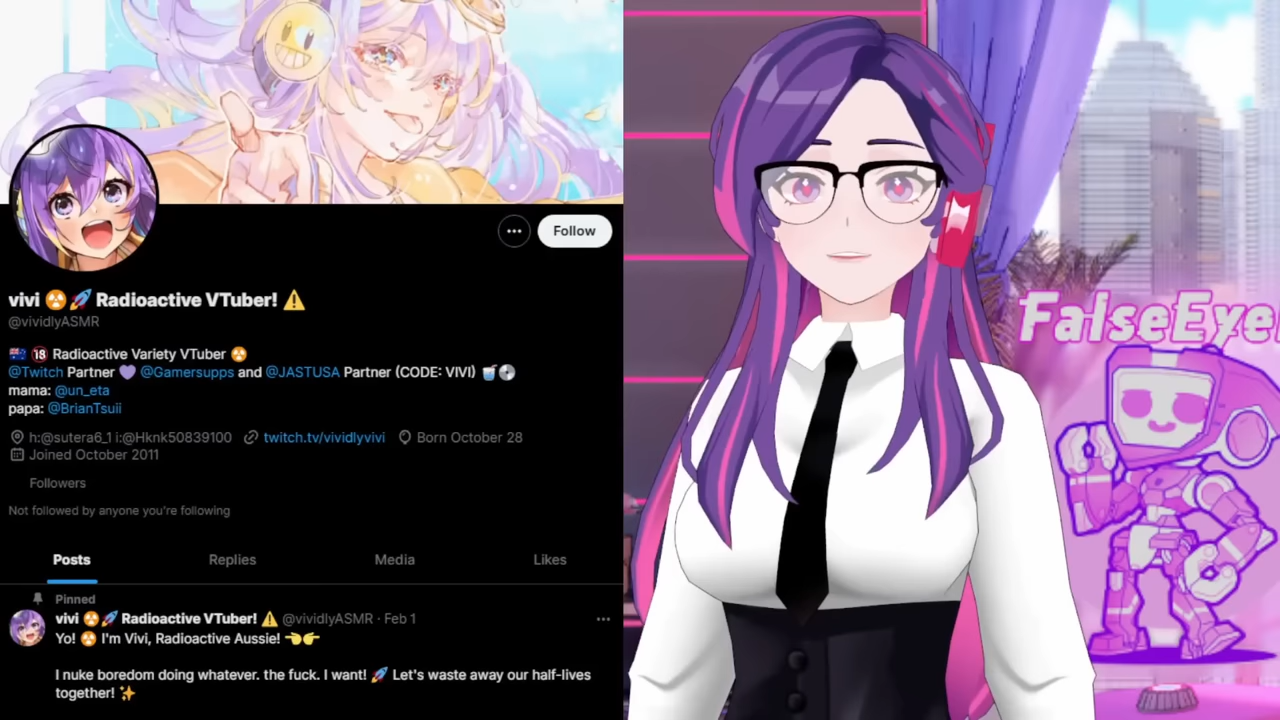 Follow
vivi ☢️🚀 Radioactive VTuber! ⚠️
@vividlyASMR
🇦🇺 🔞 Radioactive Variety VTuber ☢️
@Twitch Partner 💜 @Gamersupps and @JASTUSA Partner (CODE: VIVI) 🥤💿
mama: @un_eta
papa: @BrianTsuii
h:@sutera6_1 i:@Hknk50839100 twitch.tv/vividlyvivi Born October 28
Joined October 2011
Followers
Not followed by anyone you're following
Posts Replies Media Likes
Pinned
vivi ☢️🚀 Radioactive VTuber! ⚠️ @vividlyASMR · Feb 1
Yo! ☢️ I'm Vivi, Radioactive Aussie! 👈👉
I nuke boredom doing whatever. the fuck. I want! 🚀 Let's waste away our half-lives
together! ✨
FalseEye